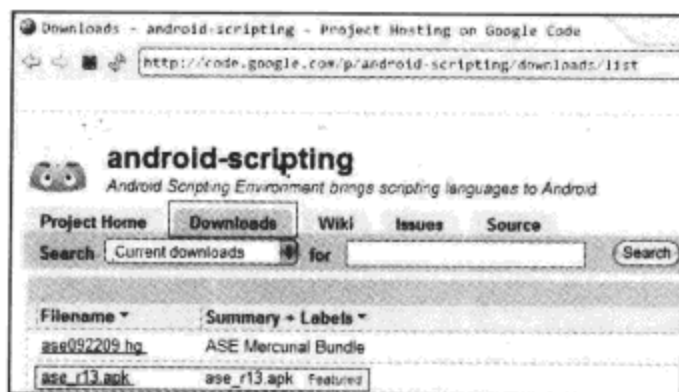 Downloads - android-scripting - Project Hosting on Google Code
http://code.google.com/p/android-scripting/downloads/list
android-scripting
Android Scripting Environment brings scripting languages to Android
Project Home Downloads Wiki Issues Source
Search Current downloads for Search
Filename Summary + Labels
ase092209.hg ASE Mercurial Bundle
ase_r13.apk ase_r13.apk Featured